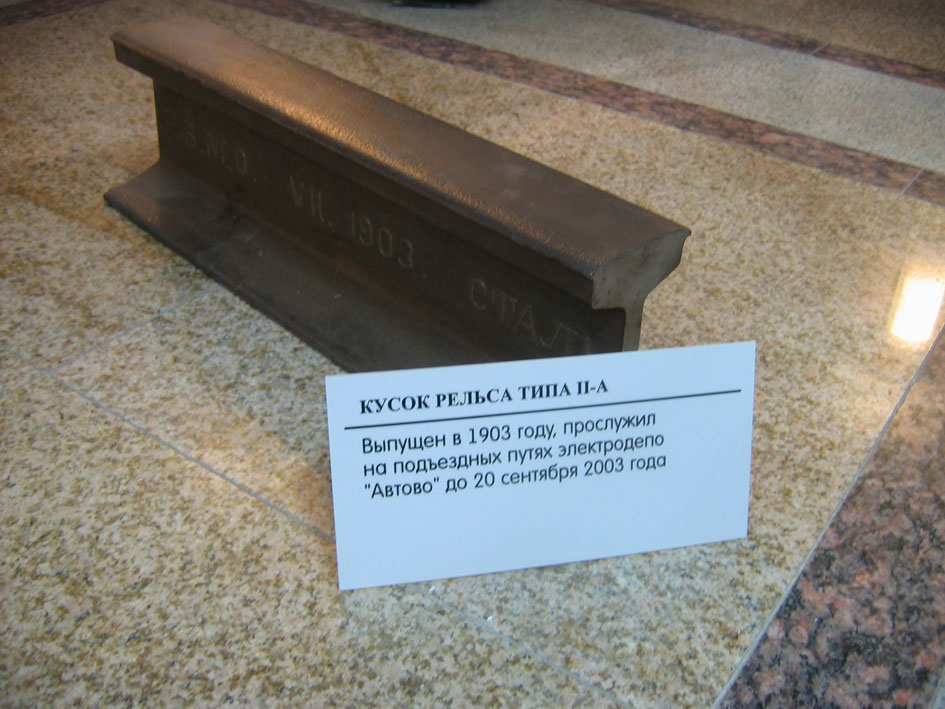 VII. 1903. СТАЛ
КУСОК РЕЛЬСА ТИПА II-А
Выпущен в 1903 году, прослужил
на подъездных путях электродепо
"Автово" до 20 сентября 2003 года